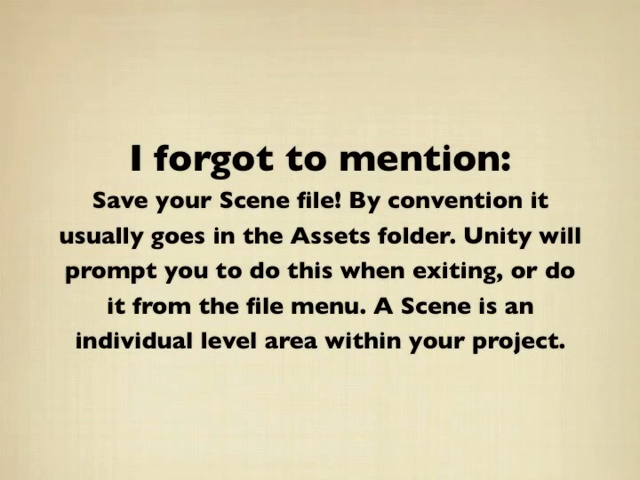 I forgot to mention:
Save your Scene file! By convention it
usually goes in the Assets folder. Unity will
prompt you to do this when exiting, or do
it from the file menu. A Scene is an
individual level area within your project.